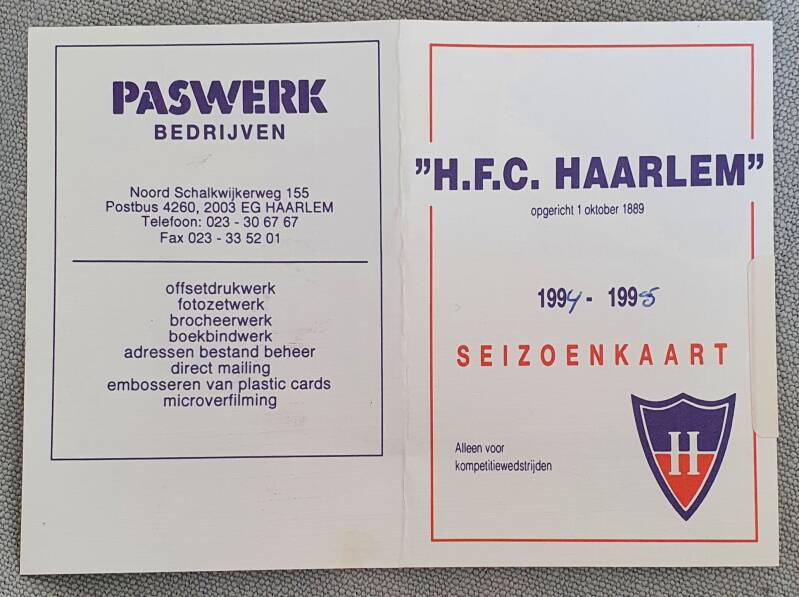 PASWERK
BEDRIJVEN
Noord Schalkwijkerweg 155
Postbus 4260, 2003 EG HAARLEM
Telefoon: 023 - 30 67 67
Fax 023 - 33 52 01
offsetdrukwerk
fotozetwerk
brocheerwerk
boekbindwerk
adressen bestand beheer
direct mailing
embosseren van plastic cards
microverfilming
"H.F.C. HAARLEM"
opgericht 1 oktober 1889
1994 - 1995
SEIZOENKAART
Alleen voor
kompetitiewedstrijden
H